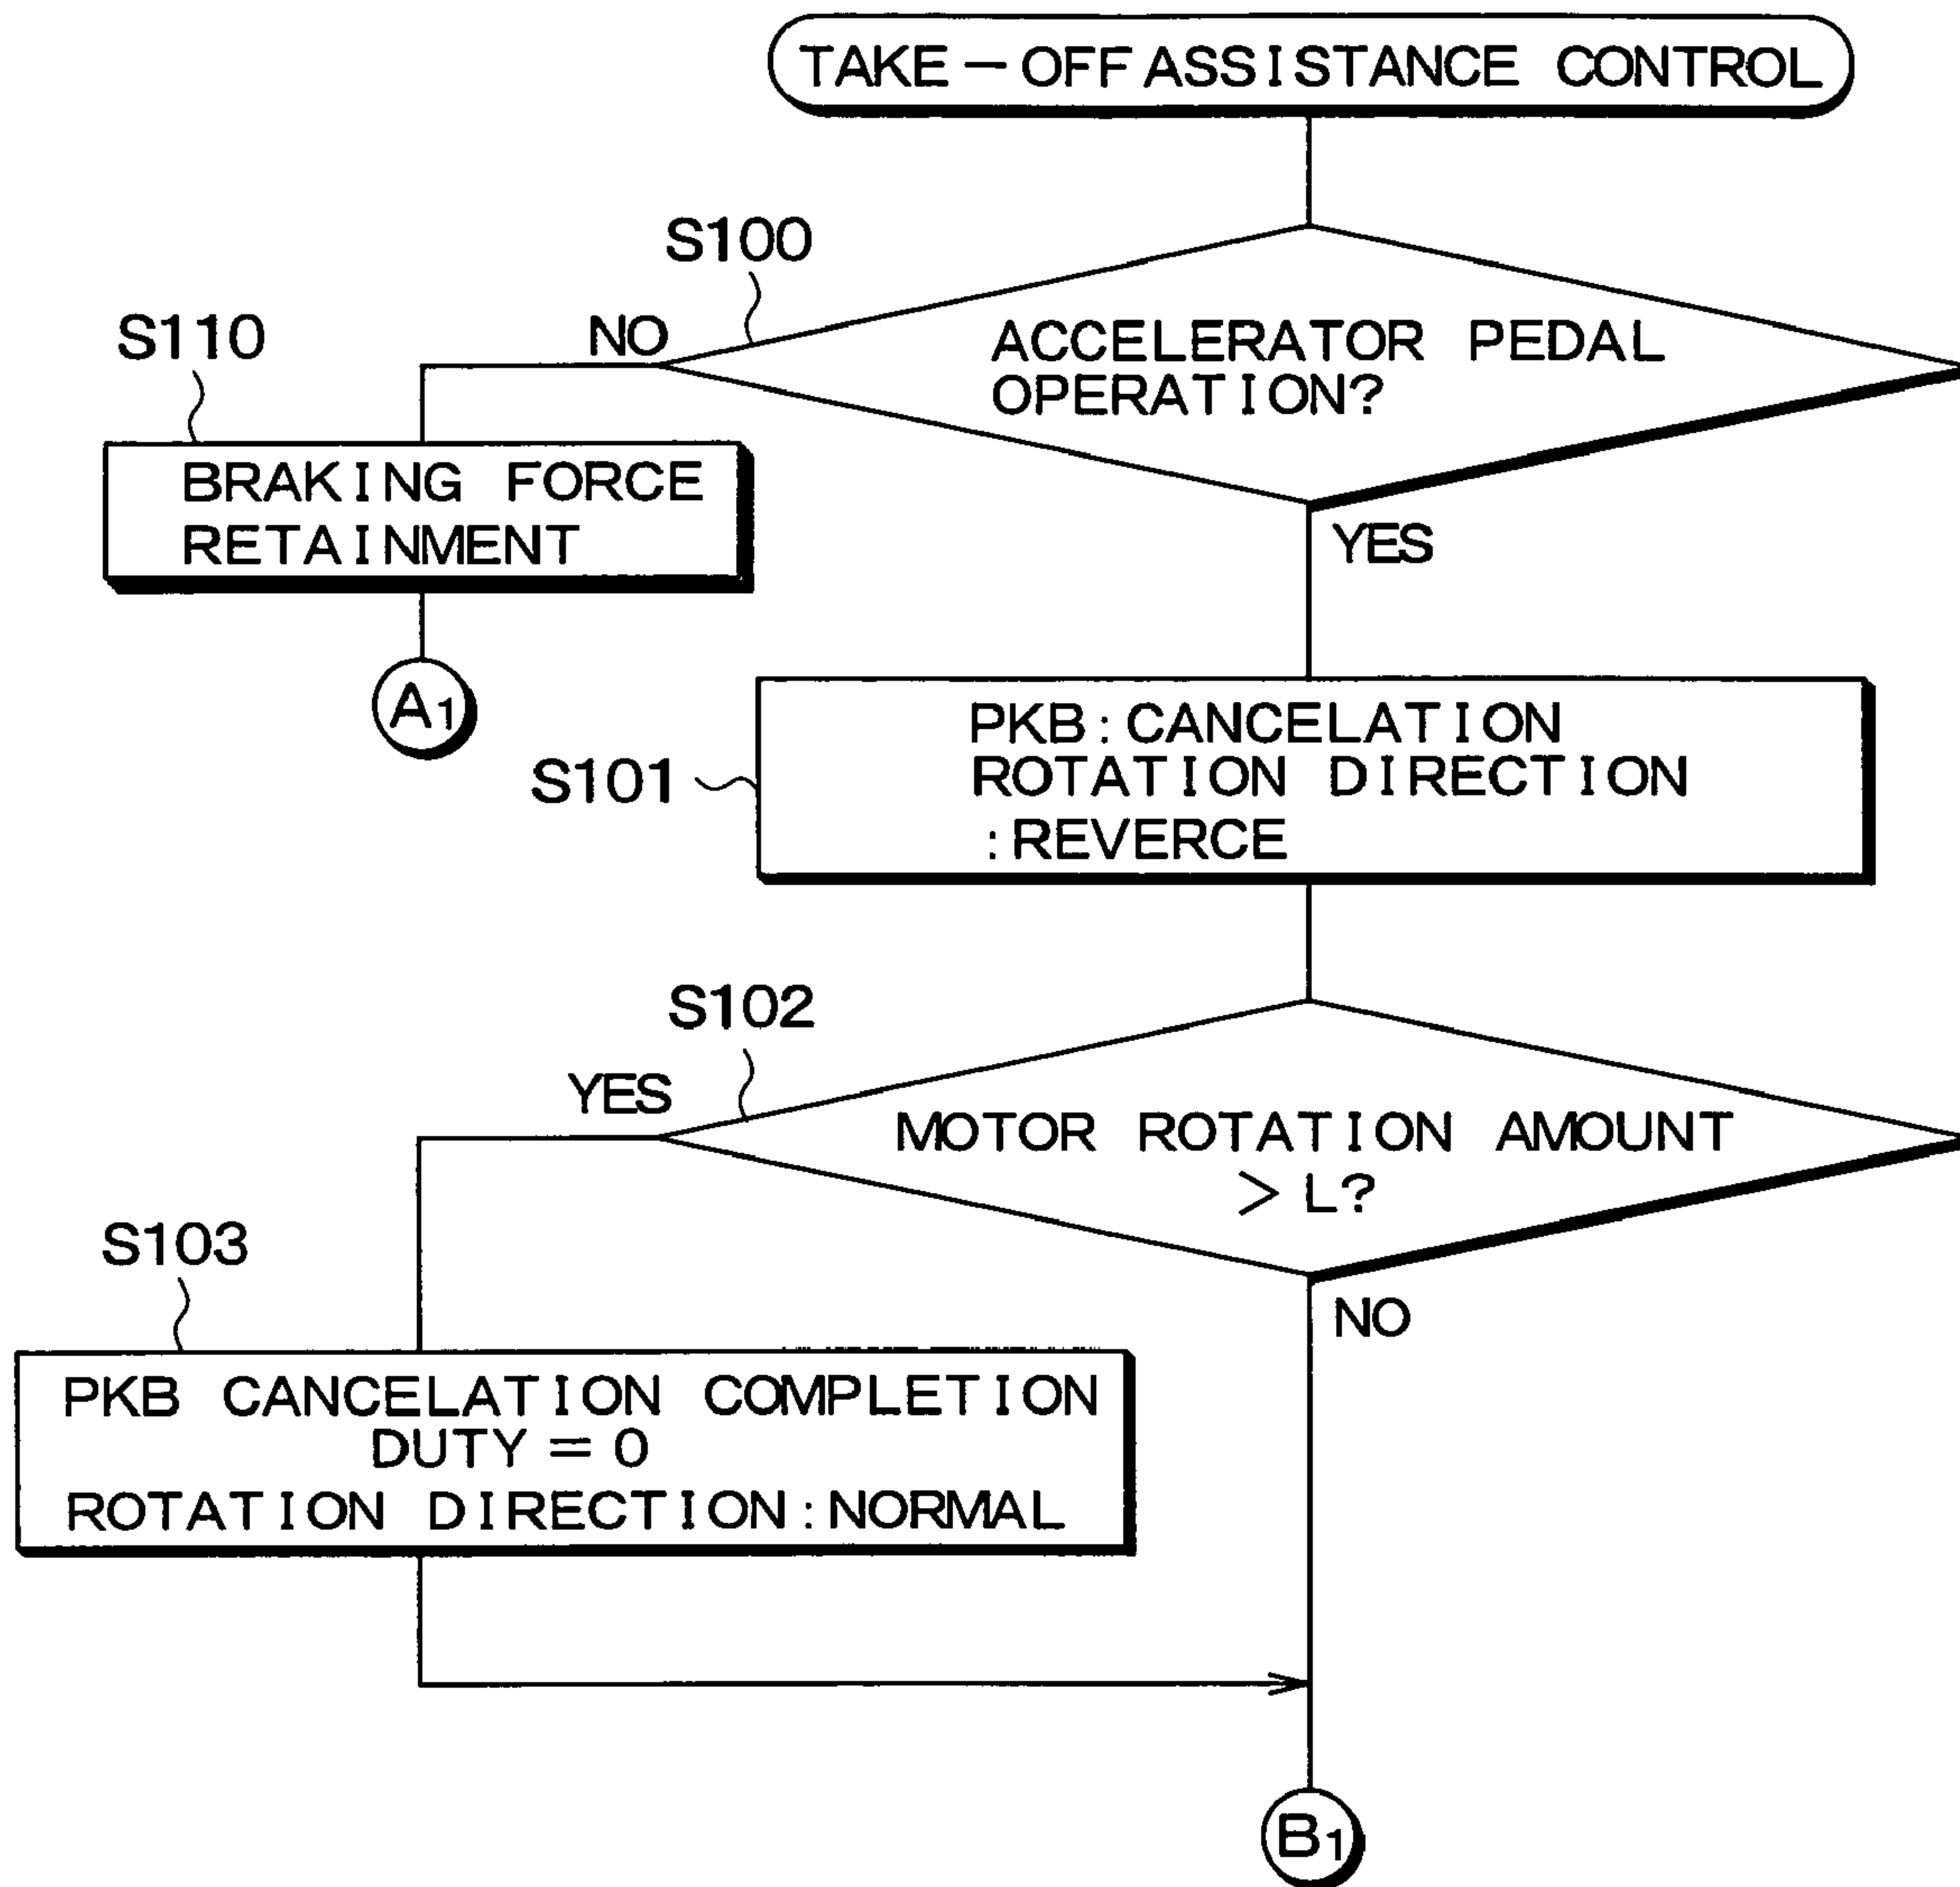 TAKE-OFF ASSISTANCE CONTROL
S100
NO
ACCELERATOR PEDAL
OPERATION?
YES
S110
BRAKING FORCE
RETAINMENT
A1
S101
PKB:CANCELATION
ROTATION DIRECTION
:REVERCE
S102
YES
MOTOR ROTATION AMOUNT
> L?
NO
S103
PKB CANCELATION COMPLETION
DUTY = 0
ROTATION DIRECTION:NORMAL
B1